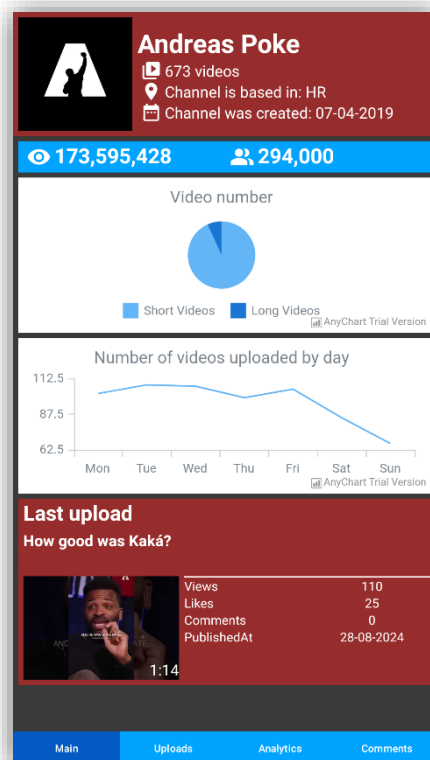 Andreas Poke
673 videos
Channel is based in: HR
Channel was created: 07-04-2019
173,595,428 294,000
Video number
Short Videos Long Videos
AnyChart Trial Version
Number of videos uploaded by day
112.5
87.5
62.5
Mon Tue Wed Thu Fri Sat Sun
AnyChart Trial Version
Last upload
How good was Kaká?
Views 110
Likes 25
Comments 0
PublishedAt 28-08-2024
1:14
Main Uploads Analytics Comments